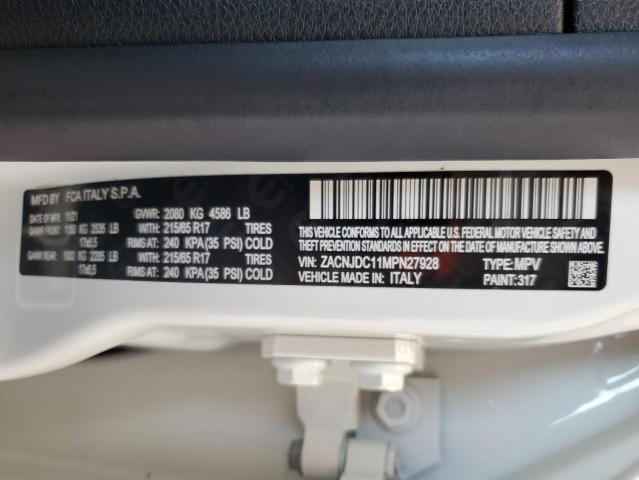 MFD BY FCA ITALY S.P.A.
DATE OF MFD: 11/21 GVWR: 2080 KG 4586 LB
GAWR FRONT: 1150 KG 2535 LB WITH 215/65 R17 TIRES
17x6.5 RIMS AT: 240 KPA(35 PSI) COLD
GAWR REAR: 1000 KG 2205 LB WITH 215/65 R17 TIRES
17x6.5 RIMS AT: 240 KPA(35 PSI) COLD
THIS VEHICLE CONFORMS TO ALL
APPLICABLE FEDERAL MOTOR VEHICLE SAFETY
AND THEFT PREVENTION STANDARDS IN EFFECT ON
THE DATE OF MANUFACTURE SHOWN ABOVE
VIN: ZACNJDC11MPN27928 TYPE: MPV
VEHICLE MADE IN: ITALY PAINT:317